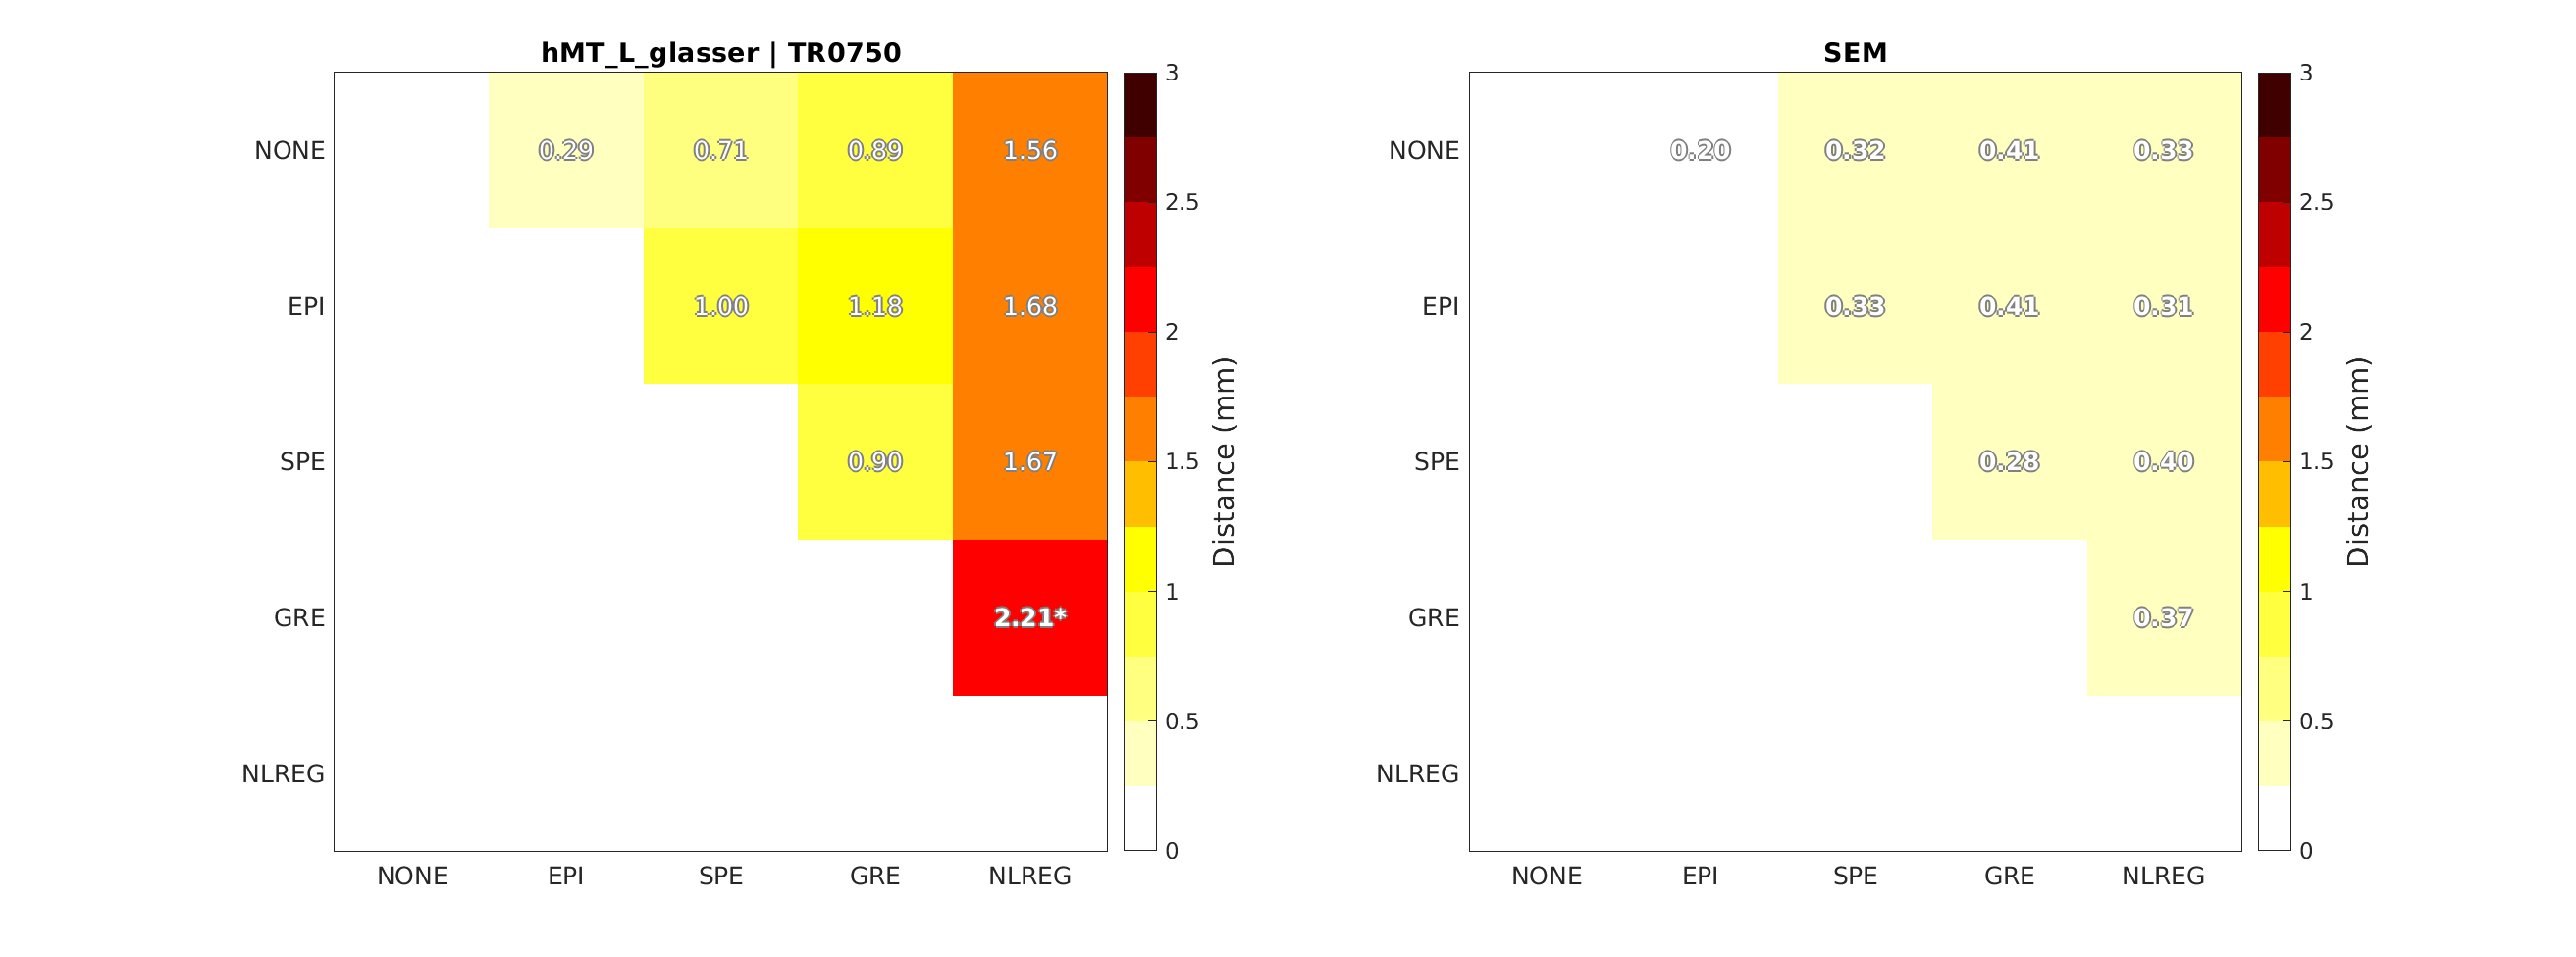 hMT_L_glasser | TR0750
NONE
EPI
SPE
GRE
NLREG
0.29 0.71 0.89 1.56
1.00 1.18 1.68
0.90 1.67
2.21*
NONE EPI SPE GRE NLREG
3
2.5
2
1.5
1
0.5
0
Distance (mm)
SEM
NONE
EPI
SPE
GRE
NLREG
0.20 0.32 0.41 0.33
0.33 0.41 0.31
0.28 0.40
0.37
NONE EPI SPE GRE NLREG
3
2.5
2
1.5
1
0.5
0
Distance (mm)